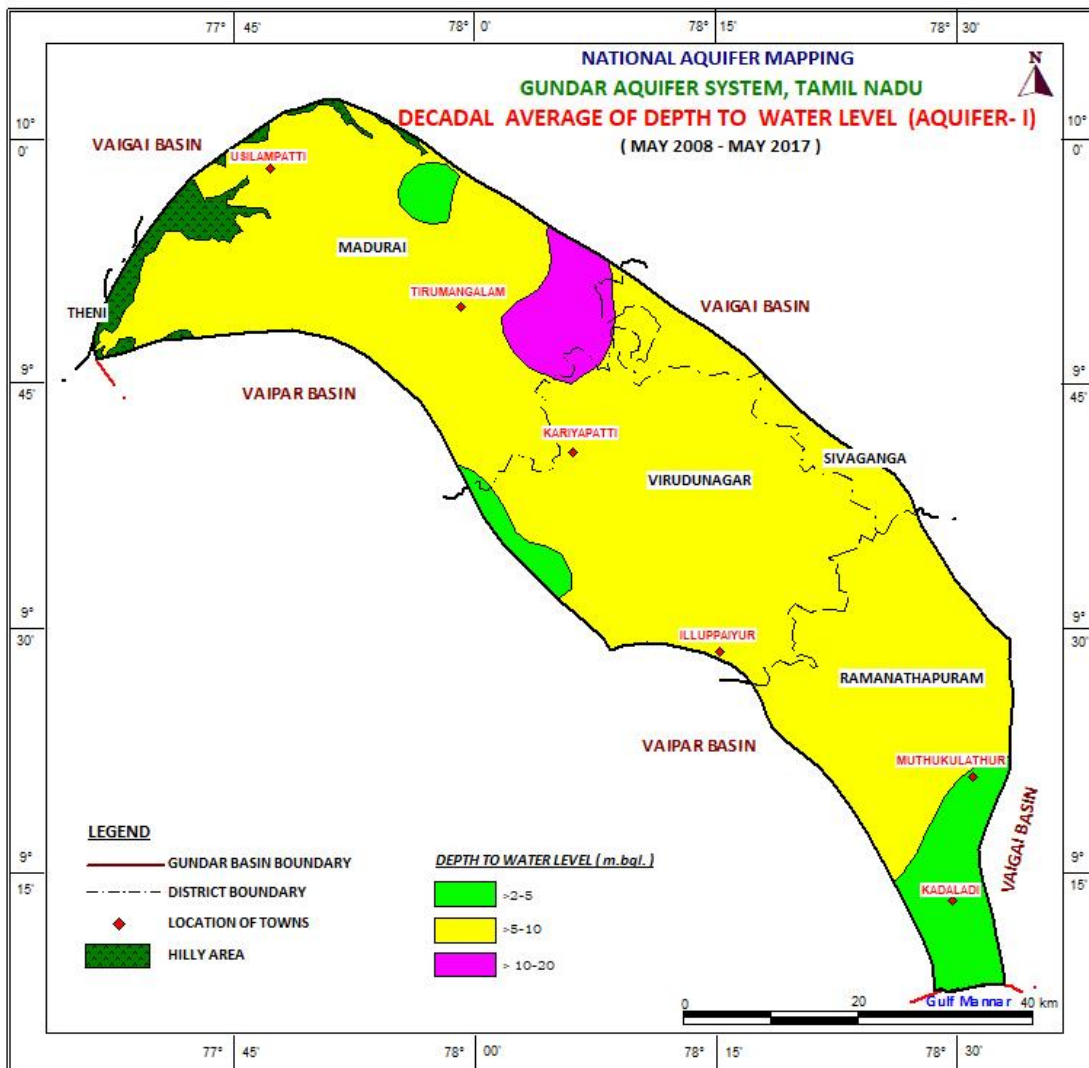 77° 45'
78° 0'
78° 15'
78° 30'
NATIONAL AQUIFER MAPPING
GUNDAR AQUIFER SYSTEM, TAMIL NADU
DECADAL AVERAGE OF DEPTH TO WATER LEVEL (AQUIFER- I)
( MAY 2008 - MAY 2017 )
N
10°
0'
10°
0'
VAIGAI BASIN
USILAMPATTI
MADURAI
TIRUMANGALAM
THENI
VAIGAI BASIN
9°
45'
9°
45'
VAIPAR BASIN
KARIYAPATTI
SIVAGANGA
VIRUDUNAGAR
9°
30'
9°
30'
ILLUPPAIYUR
RAMANATHAPURAM
VAIPAR BASIN
MUTHUKULATHUR
VAIGAI BASIN
KADALADI
9°
15'
9°
15'
LEGEND
GUNDAR BASIN BOUNDARY
DISTRICT BOUNDARY
LOCATION OF TOWNS
HILLY AREA
DEPTH TO WATER LEVEL ( m.bgl. )
>2-5
>5-10
> 10-20
Gulf Mannar
0 20 40 km
77° 45'
78° 00'
78° 15'
78° 30'